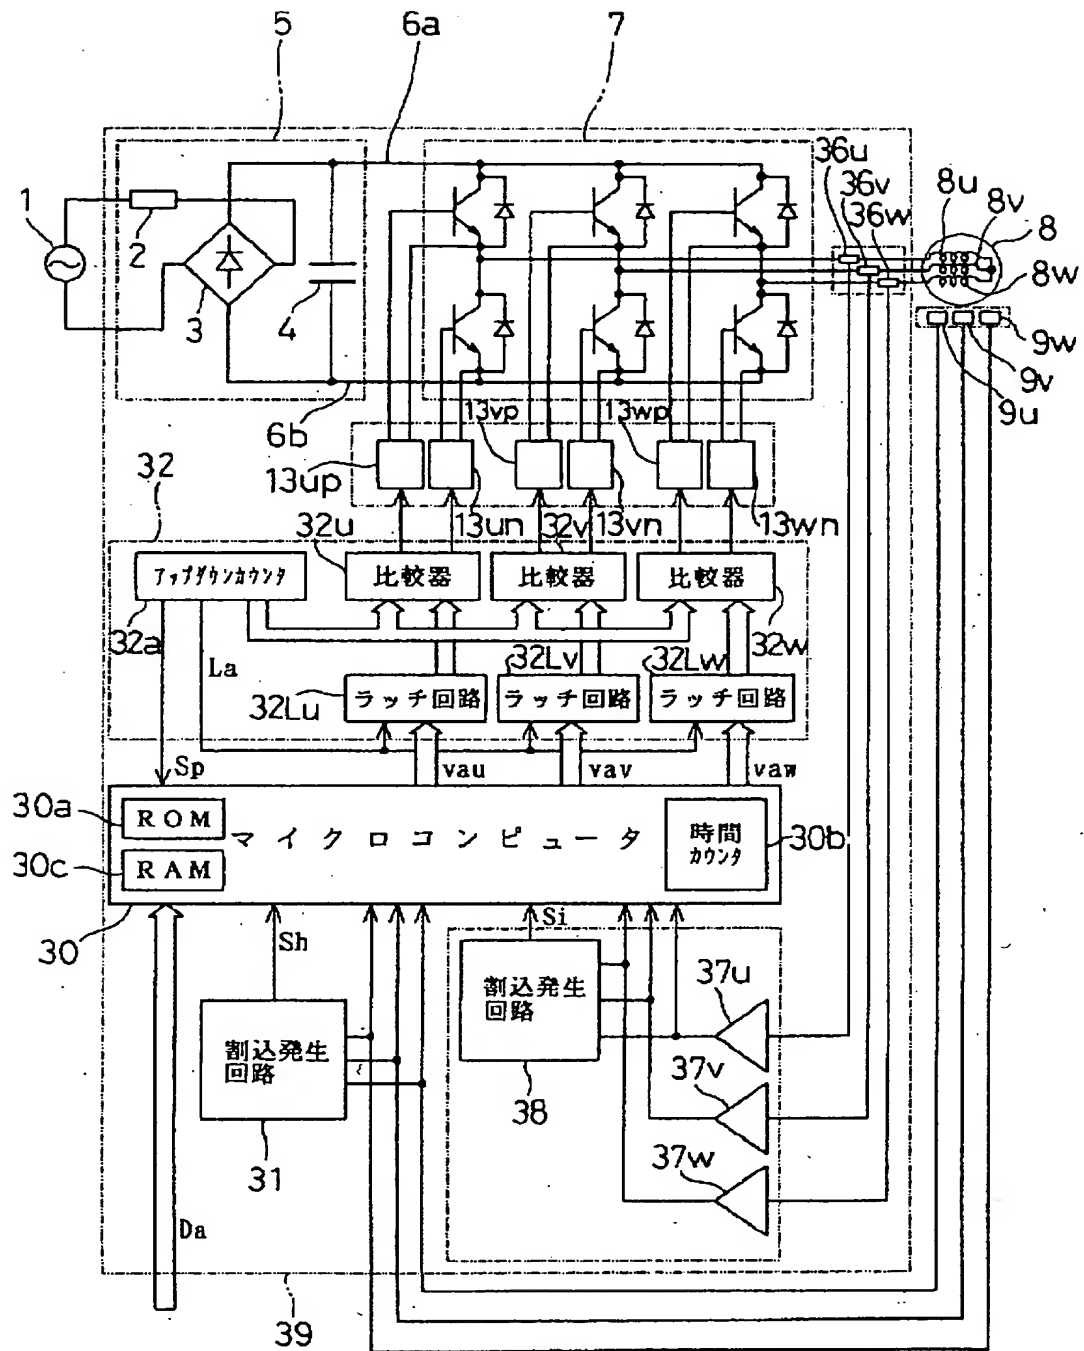 5
6a
7
36u
36v
36w
8u
8v
8
8w
1
2
3
4
9w
9v
9u
6b
13vp
13wp
32
13up
13un
32v
13vn
13wn
32u
アップダウンカウンタ
比較器
比較器
比較器
32a
La
32w
32Lv
32Lw
32Lu
ラッチ回路
ラッチ回路
ラッチ回路
Sp
vau
vav
vaw
30a
ROM
マイクロコンピュータ
時間
カウンタ
30b
30c
RAM
30
Sh
Si
割込発生
回路
37u
割込発生
回路
38
37v
31
37w
Da
39